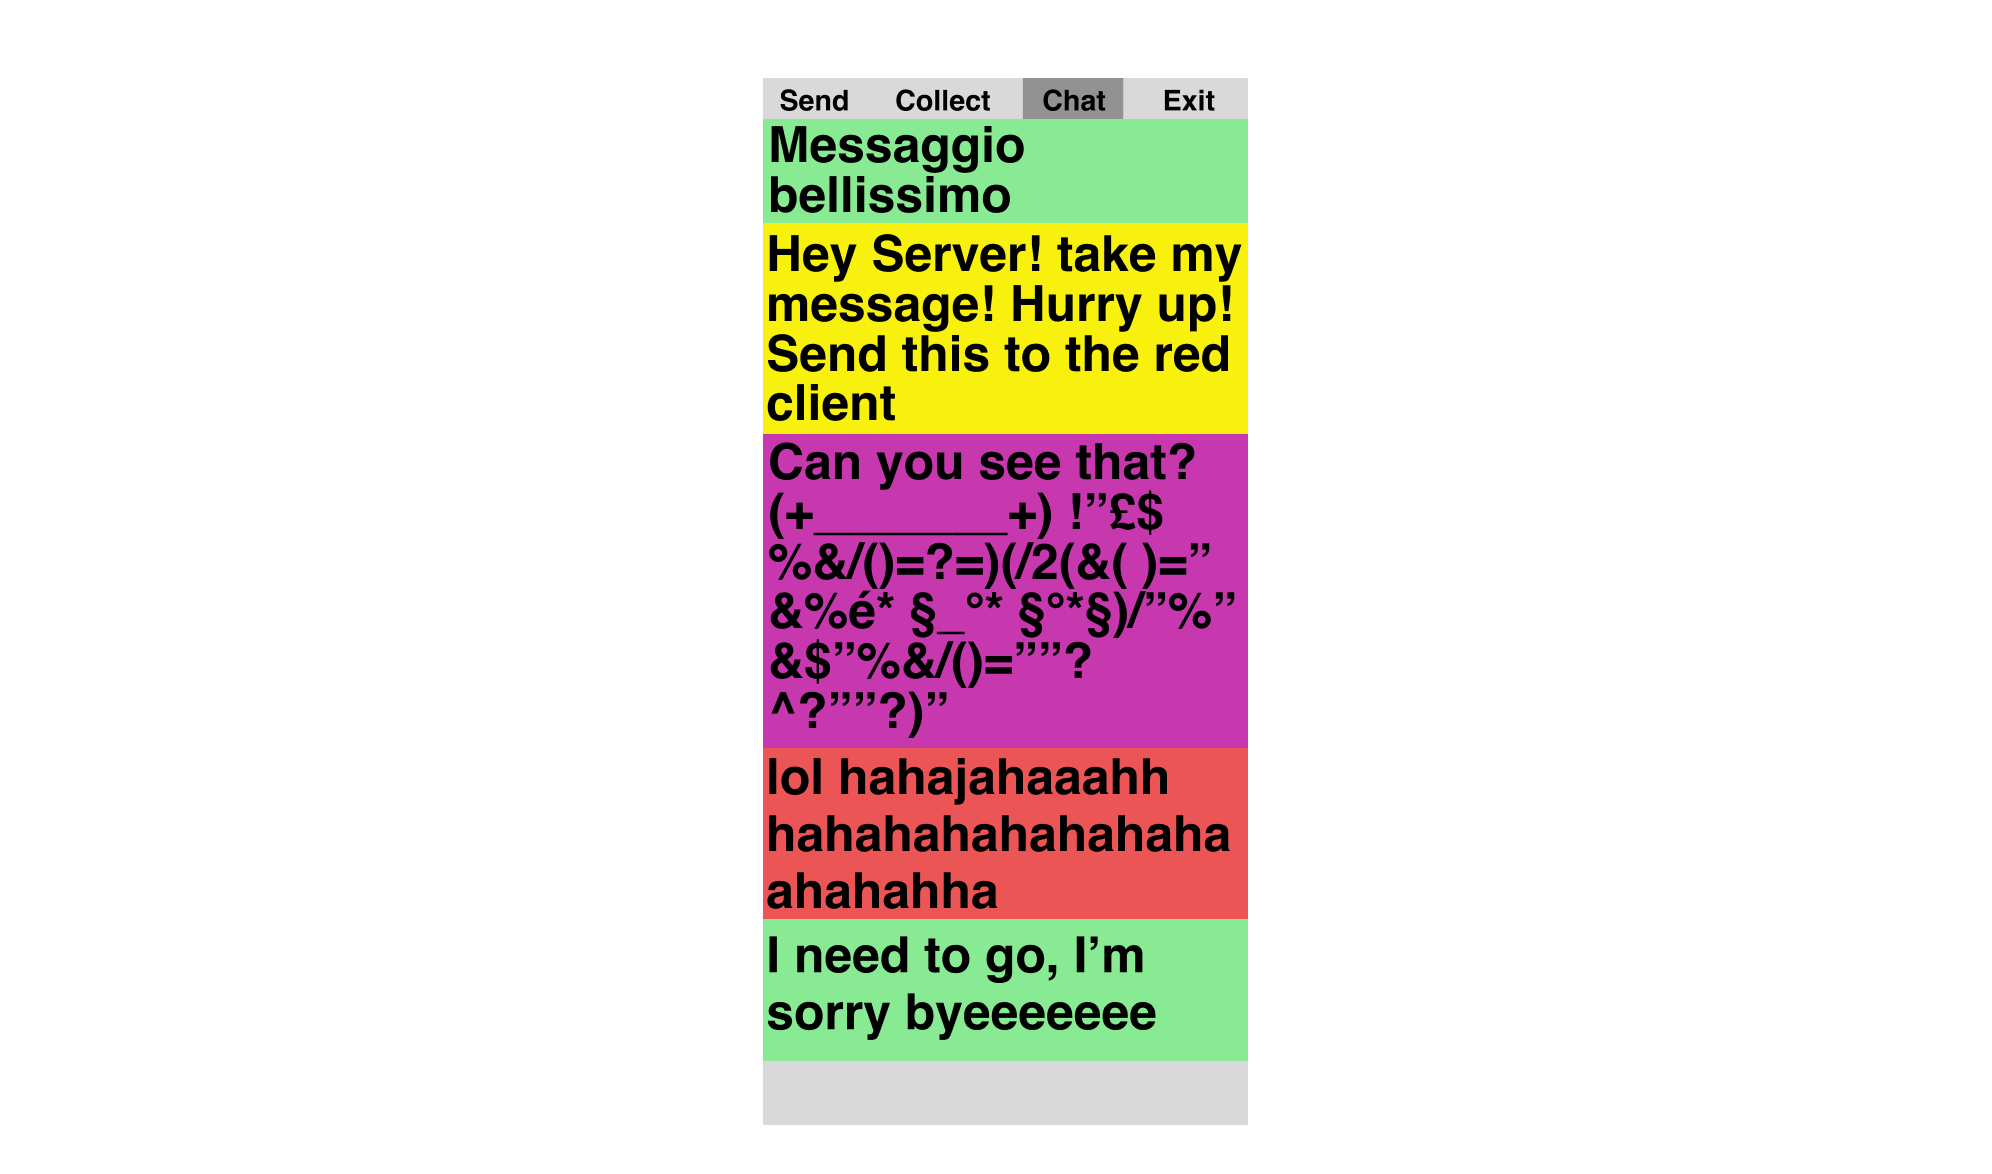 Send Collect Chat Exit
Messaggio
bellissimo
Hey Server! take my
message! Hurry up!
Send this to the red
client
Can you see that?
(+_______+) !”£$
%&/()=?=)(/2(&( )=”
&%é* §_°* §°*§)/”%”
&$”%&/()=””?
^?””?)”
lol hahajahaaahh
hahahahahahahaha
ahahahha
I need to go, I’m
sorry byeeeeeee